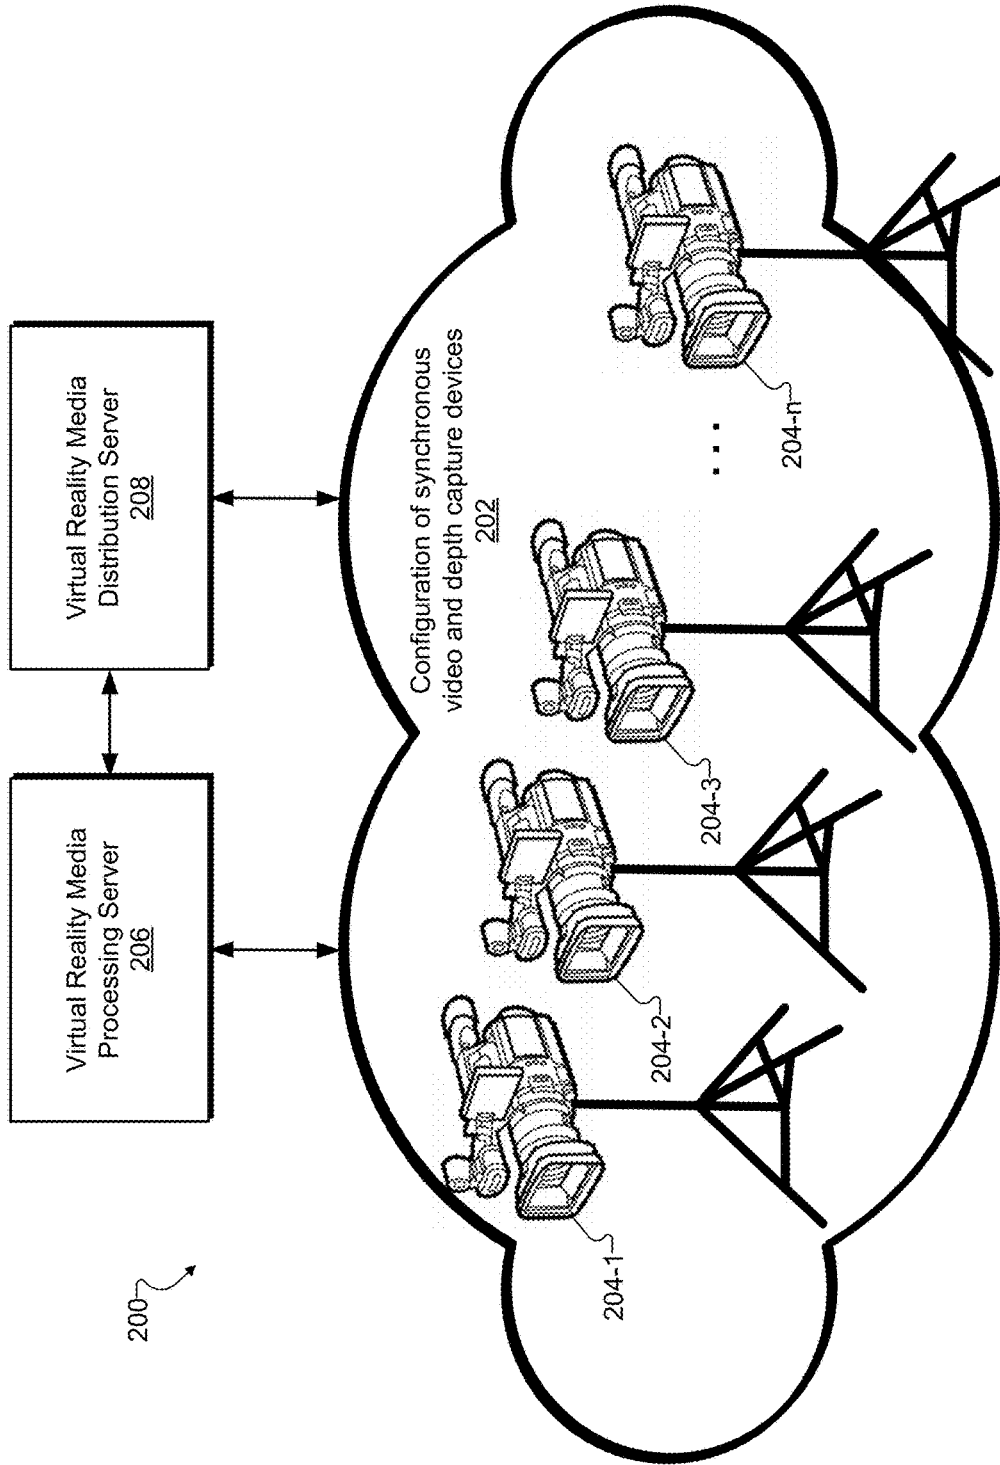 200
Virtual Reality Media
Processing Server
206
Virtual Reality Media
Distribution Server
208
Configuration of synchronous
video and depth capture devices
202
204-1
204-2
204-3
. . .
204-n